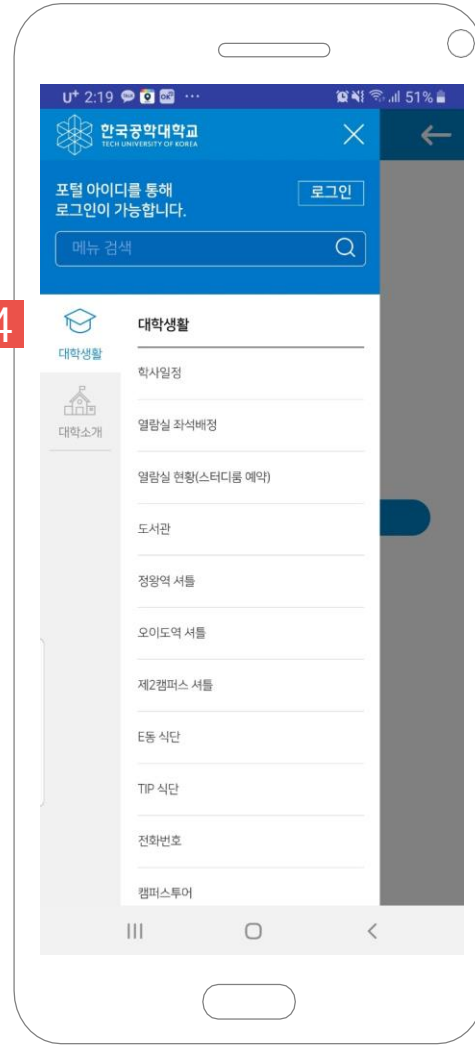 U+ 2:19 ... 51%
한국공학대학교
TECH UNIVERSITY OF KOREA
포털 아이디를 통해
로그인이 가능합니다.
로그인
메뉴 검색
4
대학생활
대학소개
대학생활
학사일정
열람실 좌석배정
열람실 현황(스터디룸 예약)
도서관
정왕역 셔틀
오이도역 셔틀
제2캠퍼스 셔틀
E동 식단
TIP 식단
전화번호
캠퍼스투어